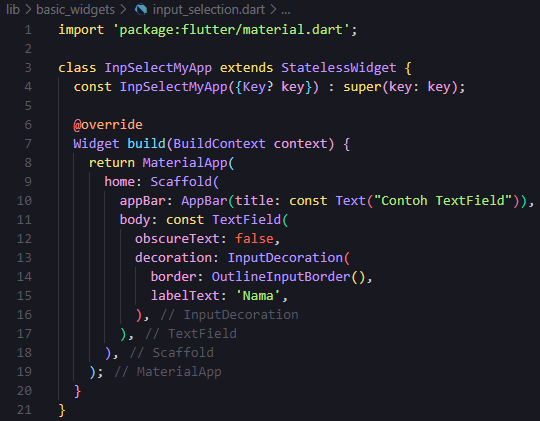 lib > basic_widgets > input_selection.dart > ...
1 import 'package:flutter/material.dart';
2
3 class InpSelectMyApp extends StatelessWidget {
4 const InpSelectMyApp({Key? key}) : super(key: key);
5
6 @override
7 Widget build(BuildContext context) {
8 return MaterialApp(
9 home: Scaffold(
10 appBar: AppBar(title: const Text("Contoh TextField")),
11 body: const TextField(
12 obscureText: false,
13 decoration: InputDecoration(
14 border: OutlineInputBorder(),
15 labelText: 'Nama',
16 ), // InputDecoration
17 ), // TextField
18 ), // Scaffold
19 ); // MaterialApp
20 }
21 }